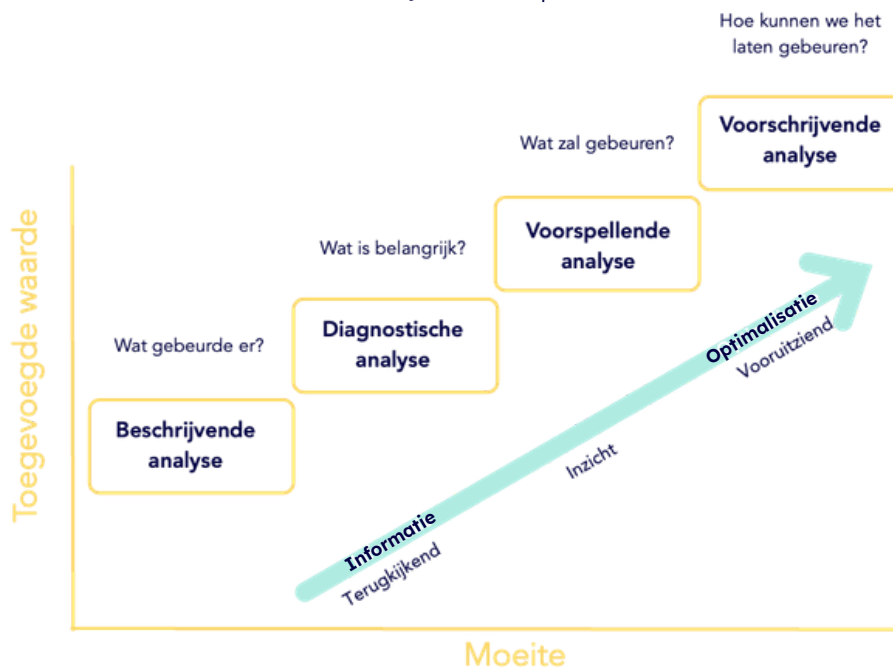 Hoe kunnen we het
laten gebeuren?
Voorschrijvende
analyse
Wat zal gebeuren?
Voorspellende
analyse
Wat is belangrijk?
Diagnostische
analyse
Wat gebeurde er?
Beschrijvende
analyse
Toegevoegde waarde
Optimalisatie
Vooruitziend
Inzicht
Informatie
Terugkijkend
Moeite